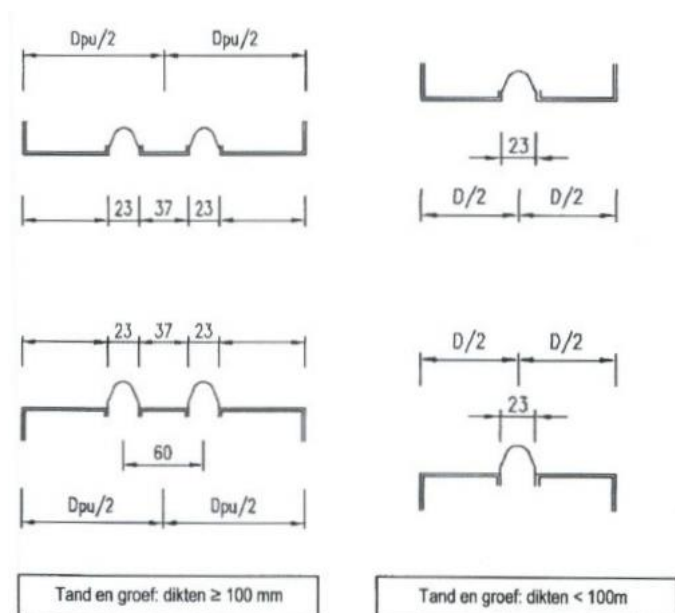 Dpu/2 Dpu/2
23 37 23
23 37 23
60
Dpu/2 Dpu/2
Tand en groef: dikten ≥ 100 mm
23
D/2 D/2
D/2 D/2
23
Tand en groef: dikten < 100m